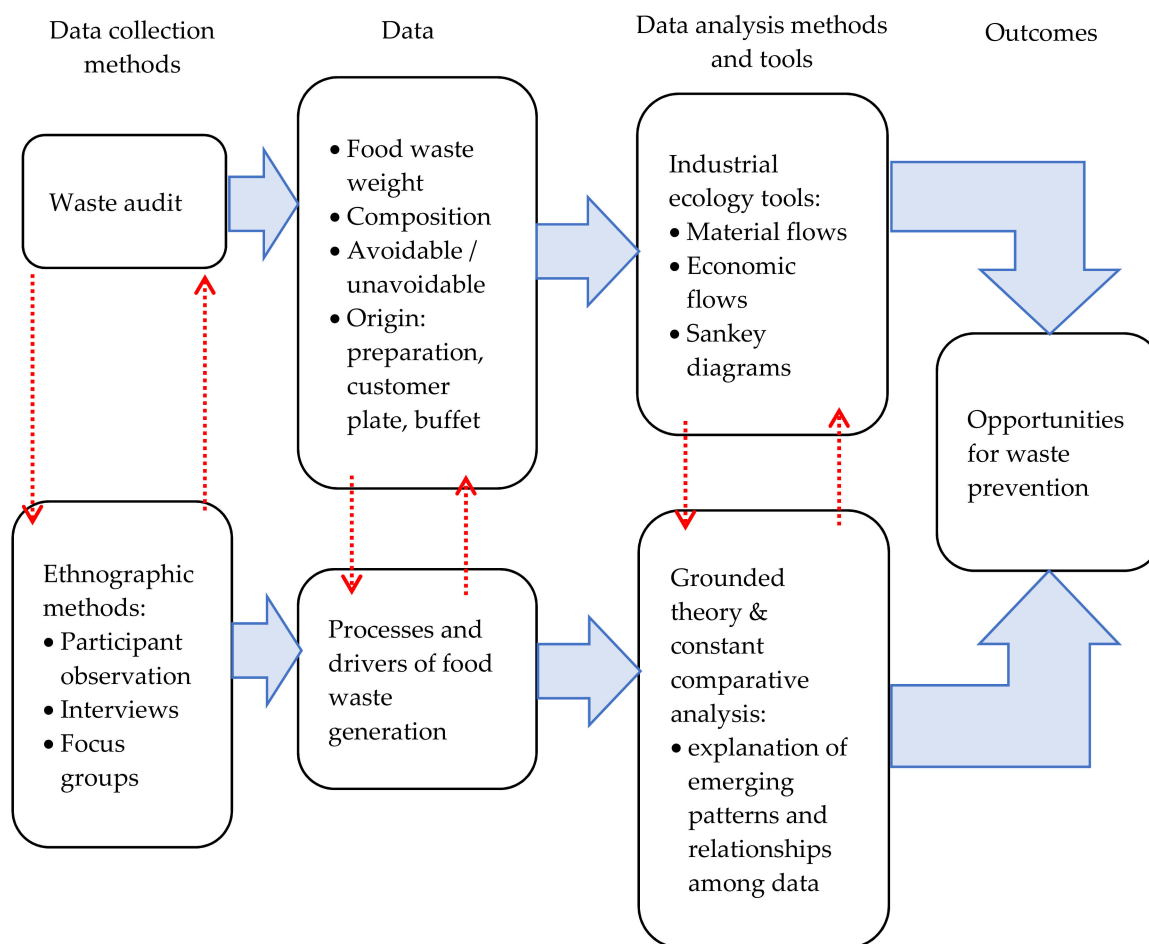 Data collection
methods
Data
Data analysis methods
and tools
Outcomes
Waste audit
• Food waste
weight
• Composition
• Avoidable /
unavoidable
• Origin:
preparation,
customer
plate, buffet
Industrial
ecology tools:
• Material flows
• Economic
flows
• Sankey
diagrams
Opportunities
for waste
prevention
Ethnographic
methods:
• Participant
observation
• Interviews
• Focus
groups
Processes and
drivers of food
waste
generation
Grounded
theory &
constant
comparative
analysis:
• explanation of
emerging
patterns and
relationships
among data